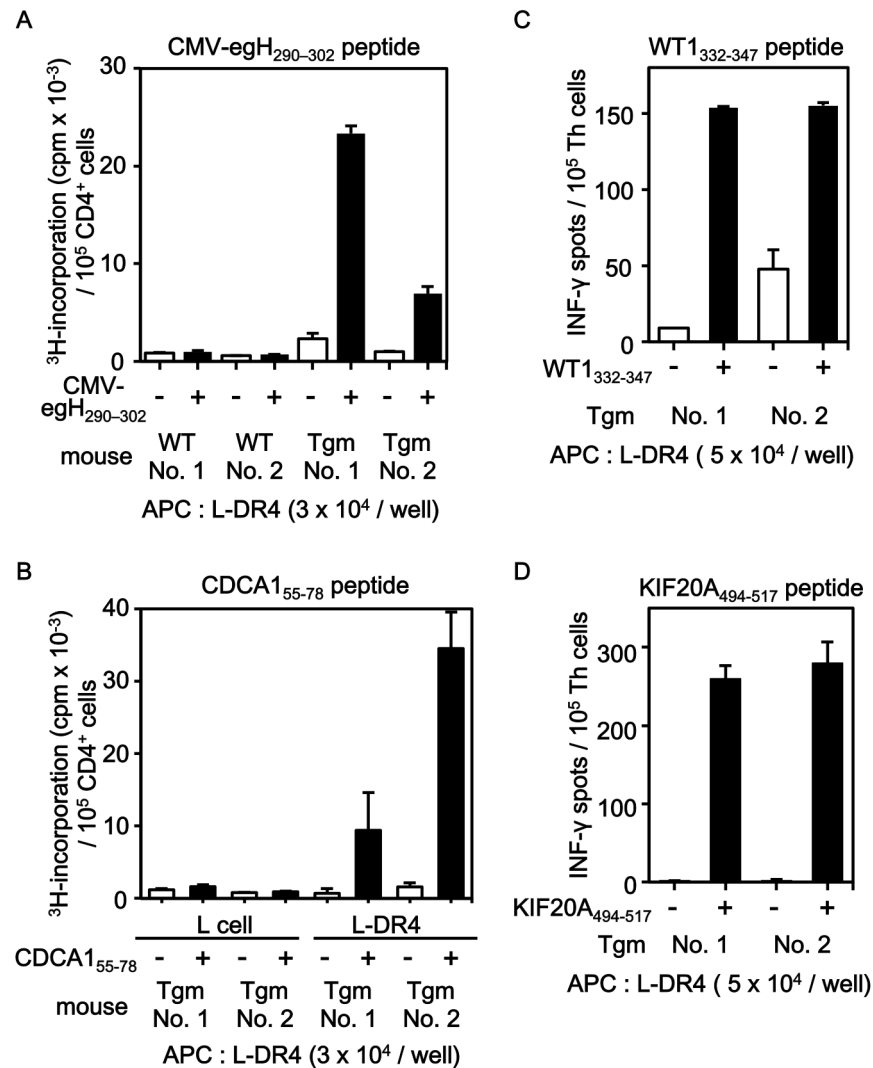 A
CMV-egH290–302 peptide
3H-incorporation (cpm x 10-3)
/ 105 CD4+ cells
30
20
10
0
CMV-
egH290–302
- + - + - + - +
mouse
WT WT Tgm Tgm
No. 1 No. 2 No. 1 No. 2
APC : L-DR4 (3 x 104 / well)
B
CDCA155-78 peptide
3H-incorporation (cpm x 10-3)
/ 105 CD4+ cells
40
30
20
10
0
L cell L-DR4
CDCA155-78 - + - + - + - +
mouse
Tgm Tgm Tgm Tgm
No. 1 No. 2 No. 1 No. 2
APC : L-DR4 (3 x 104 / well)
C
WT1332-347 peptide
INF-γ spots / 105 Th cells
150
100
50
0
WT1332-347 - + - +
Tgm No. 1 No. 2
APC : L-DR4 ( 5 x 104 / well)
D
KIF20A494-517 peptide
INF-γ spots / 105 Th cells
300
200
100
0
KIF20A494-517 - + - +
Tgm No. 1 No. 2
APC : L-DR4 ( 5 x 104 / well)